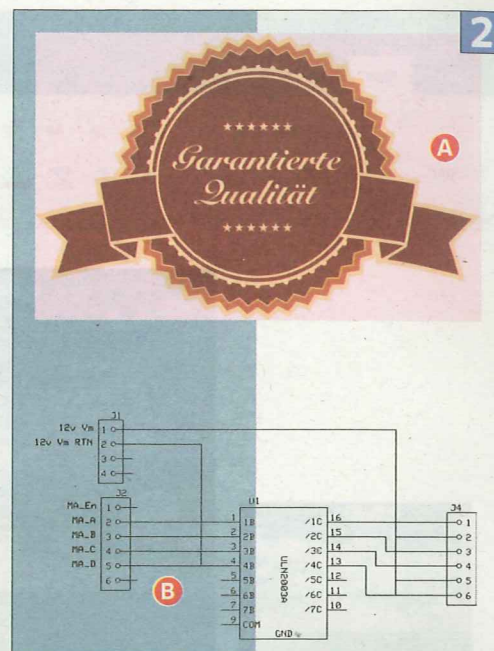 2
★★★★★★
Garantierte
Qualität
★★★★★★
A
J1
12v Vm 1
12v Vm RTN 2
3
4
J2
MA_En 1
MA_A 2
MA_B 3
MA_C 4
MA_D 5
6
B
U1
1 1B /1C 16
2 2B /2C 15
3 3B /3C 14
4 4B /4C 13
5 5B /5C 12
6 6B /6C 11
7 7B /7C 10
9 COM
GND 8
ULN2003A
J4
1
2
3
4
5
6